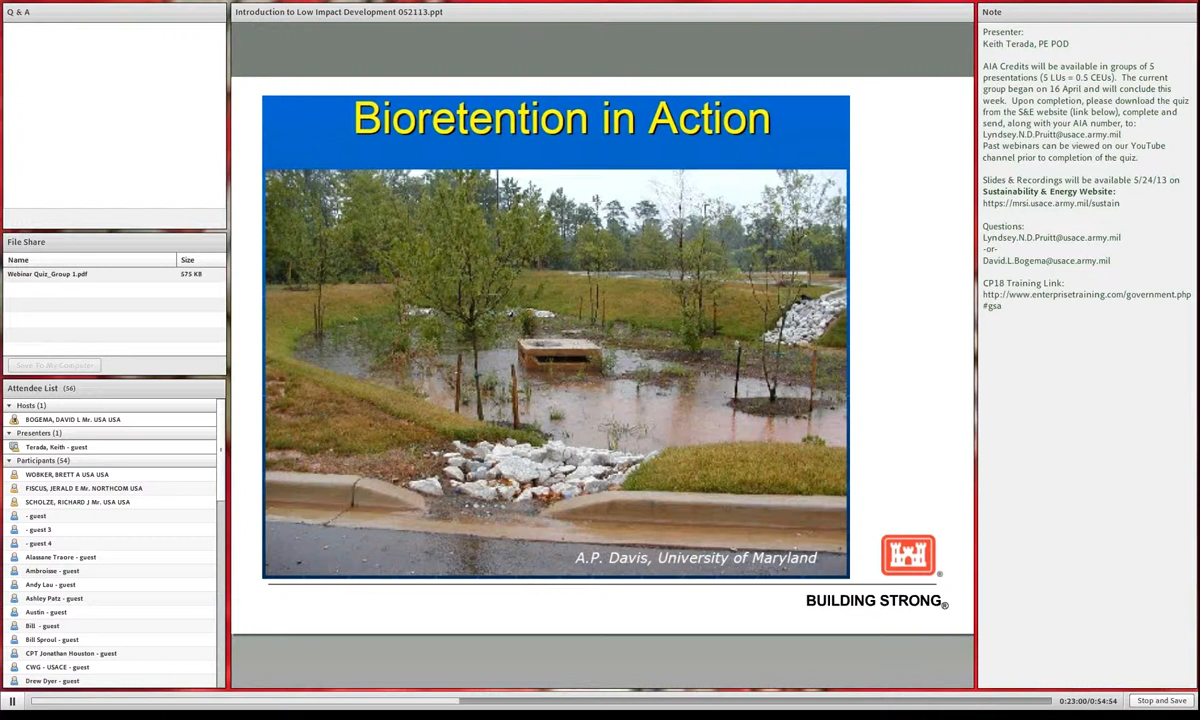 Q & A
Introduction to Low Impact Development 052113.ppt
Note
Bioretention in Action
A.P. Davis, University of Maryland
®
BUILDING STRONG®
File Share
Name Size
Webinar Quiz_Group 1.pdf 575 KB
Save To My Computer
Attendee List (56)
Hosts (1)
BOGEMA, DAVID L Mr. USA USA
Presenters (1)
Terada, Keith - guest
Participants (54)
WOBKER, BRETT A USA USA
FISCUS, JERALD E Mr. NORTHCOM USA
SCHOLZE, RICHARD J Mr. USA USA
- guest
- guest 3
- guest 4
Alassane Traore - guest
Ambroisse - guest
Andy Lau - guest
Ashley Patz - guest
Austin - guest
Bill - guest
Bill Sproul - guest
CPT Jonathan Houston - guest
CWG - USACE - guest
Drew Dyer - guest
Presenter:
Keith Terada, PE POD
AIA Credits will be available in groups of 5
presentations (5 LUs = 0.5 CEUs). The current
group began on 16 April and will conclude this
week. Upon completion, please download the quiz
from the S&E website (link below), complete and
send, along with your AIA number, to:
Lyndsey.N.D.Pruitt@usace.army.mil
Past webinars can be viewed on our YouTube
channel prior to completion of the quiz.
Slides & Recordings will be available 5/24/13 on
Sustainability & Energy Website:
https://mrsi.usace.army.mil/sustain
Questions:
Lyndsey.N.D.Pruitt@usace.army.mil
-or-
David.L.Bogema@usace.army.mil
CP18 Training Link:
http://www.enterprisetraining.com/government.php
#gsa
0:23:00/0:54:54
Stop and Save